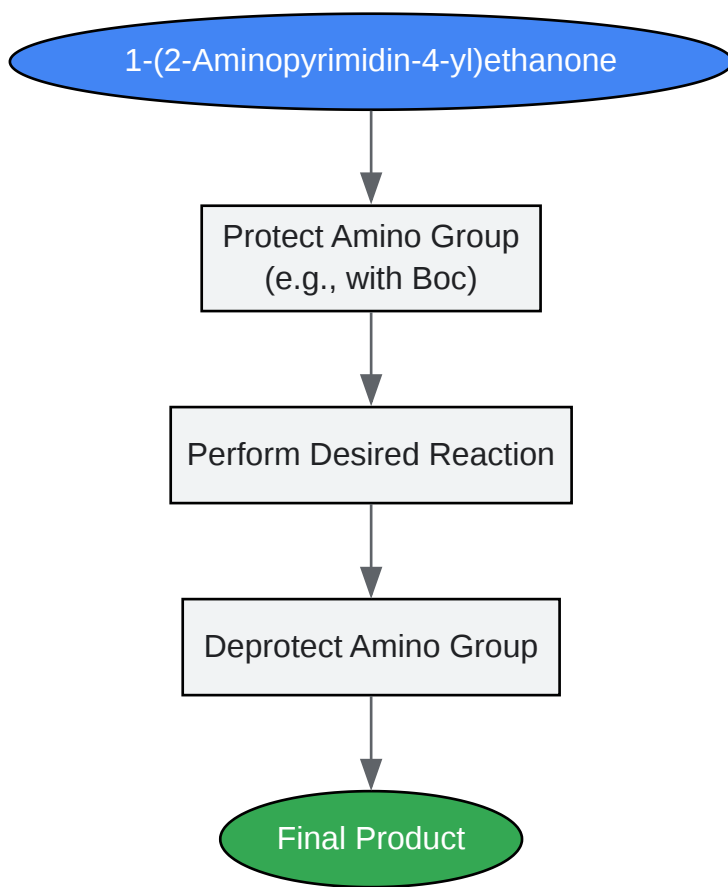 1-(2-Aminopyrimidin-4-yl)ethanone
Protect Amino Group
(e.g., with Boc)
Perform Desired Reaction
Deprotect Amino Group
Final Product